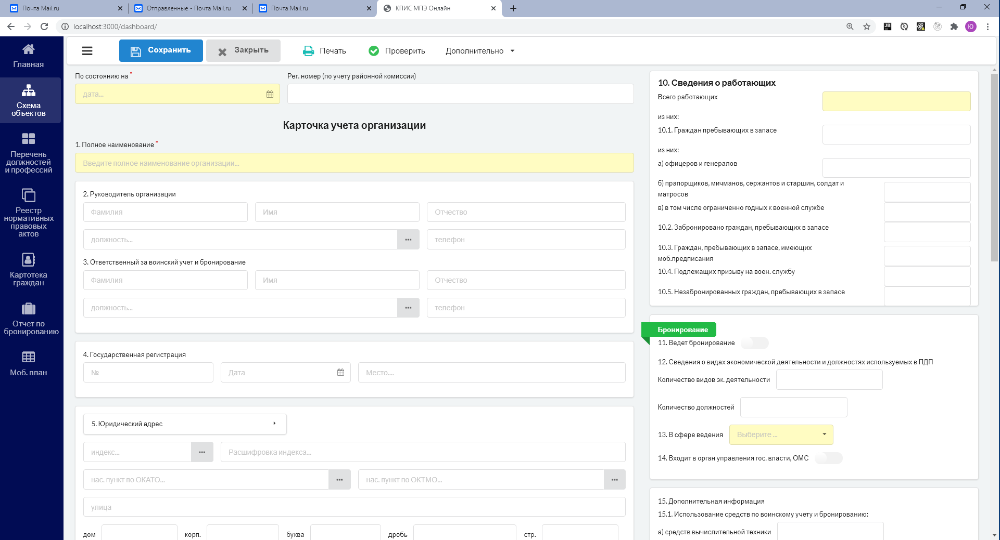 Почта Mail.ru
Отправленные - Почта Mail.ru
Почта Mail.ru
КПИС МПЭ Онлайн
localhost:3000/dashboard/
JB
Ю
Главная
Схема
объектов
Перечень
должностей
и профессий
Реестр
нормативных
правовых
актов
Картотека
граждан
Отчет по
бронированию
Моб. план
Сохранить
Закрыть
Печать
Проверить
Дополнительно
По состоянию на *
дата...
Рег. номер (по учету районной комиссии)
Карточка учета организации
1. Полное наименование *
Введите полное наименование организации...
2. Руководитель организации
Фамилия
Имя
Отчество
должность...
телефон
3. Ответственный за воинский учет и бронирование
Фамилия
Имя
Отчество
должность...
телефон
4. Государственная регистрация
№
Дата
Место....
5. Юридический адрес
индекс...
Расшифровка индекса...
нас. пункт по ОКАТО...
нас. пункт по ОКТМО...
улица
дом
корп.
буква
дробь
стр.
10. Сведения о работающих
Всего работающих
из них:
10.1. Граждан пребывающих в запасе
из них:
а) офицеров и генералов
б) прапорщиков, мичманов, сержантов и старшин, солдат и
матросов
в) в том числе ограниченно годных к военной службе
10.2. Забронировано граждан, пребывающих в запасе
10.3. Граждан, пребывающих в запасе, имеющих
моб.предписания
10.4. Подлежащих призыву на воен. службу
10.5. Незабронированных граждан, пребывающих в запасе
Бронирование
11. Ведет бронирование
12. Сведения о видах экономической деятельности и должностях используемых в ПДП
Количество видов эк. деятельности
Количество должностей
13. В сфере ведения
Выберите ...
14. Входит в орган управления гос. власти, ОМС
15. Дополнительная информация
15.1. Использование средств по воинскому учету и бронированию:
а) средств вычислительной техники